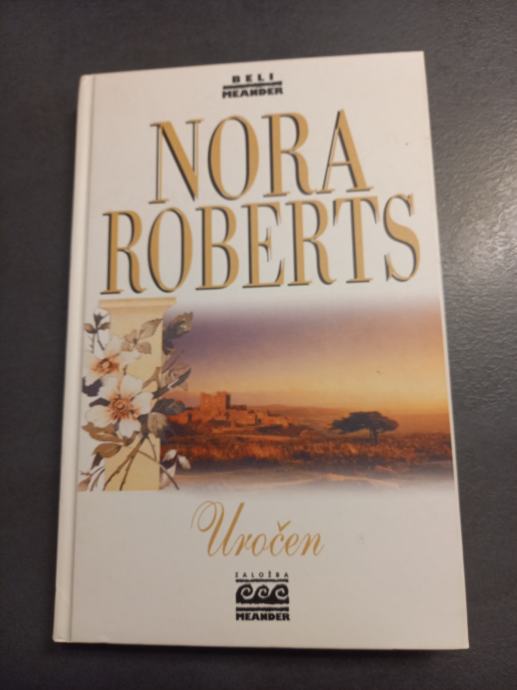 BELI
MEANDER
NORA
ROBERTS
Uročen
ZALOŽBA
MEANDER